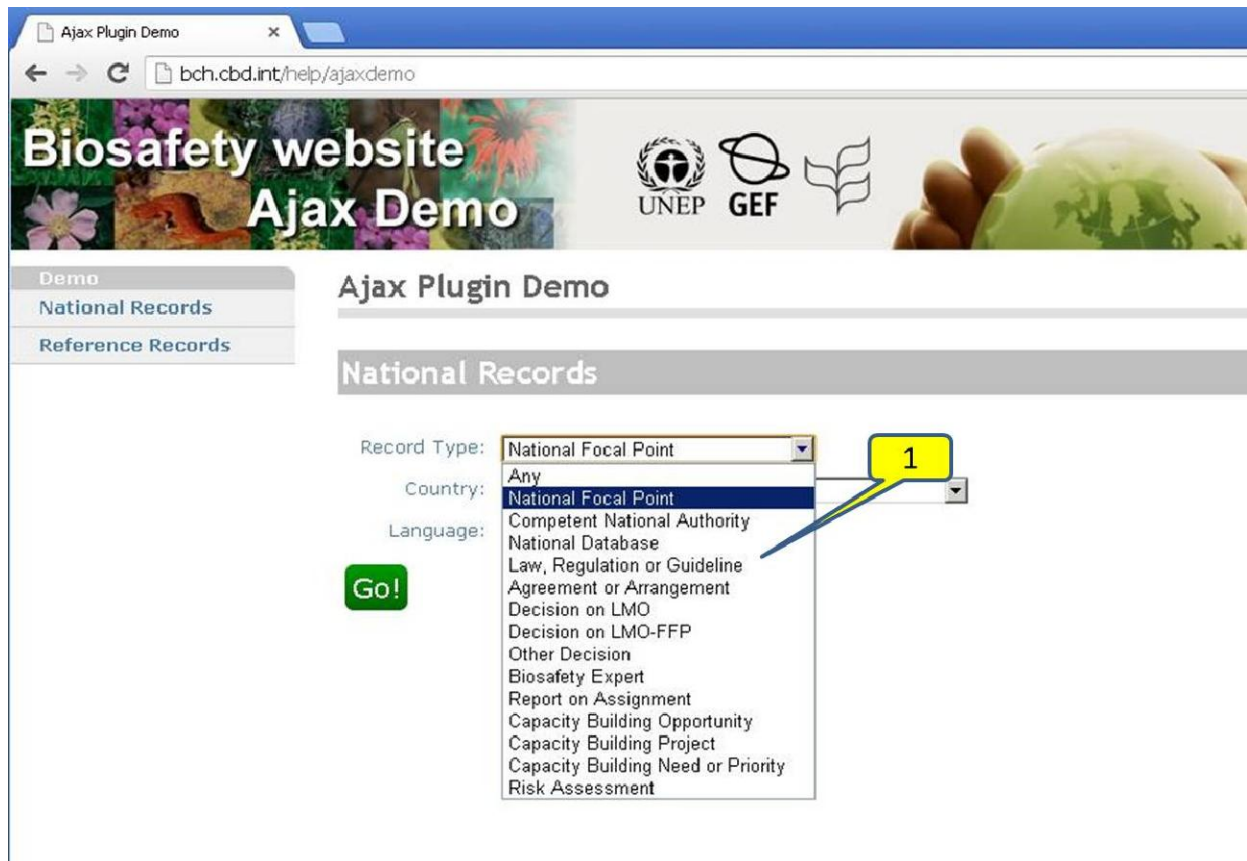 Ajax Plugin Demo
bch.cbd.int/help/ajaxdemo
Biosafety website
Ajax Demo
UNEP
GEF
Demo
National Records
Reference Records
Ajax Plugin Demo
National Records
Record Type: National Focal Point
Country:
Language:
Go!
Any
National Focal Point
Competent National Authority
National Database
Law, Regulation or Guideline
Agreement or Arrangement
Decision on LMO
Decision on LMO-FFP
Other Decision
Biosafety Expert
Report on Assignment
Capacity Building Opportunity
Capacity Building Project
Capacity Building Need or Priority
Risk Assessment
1